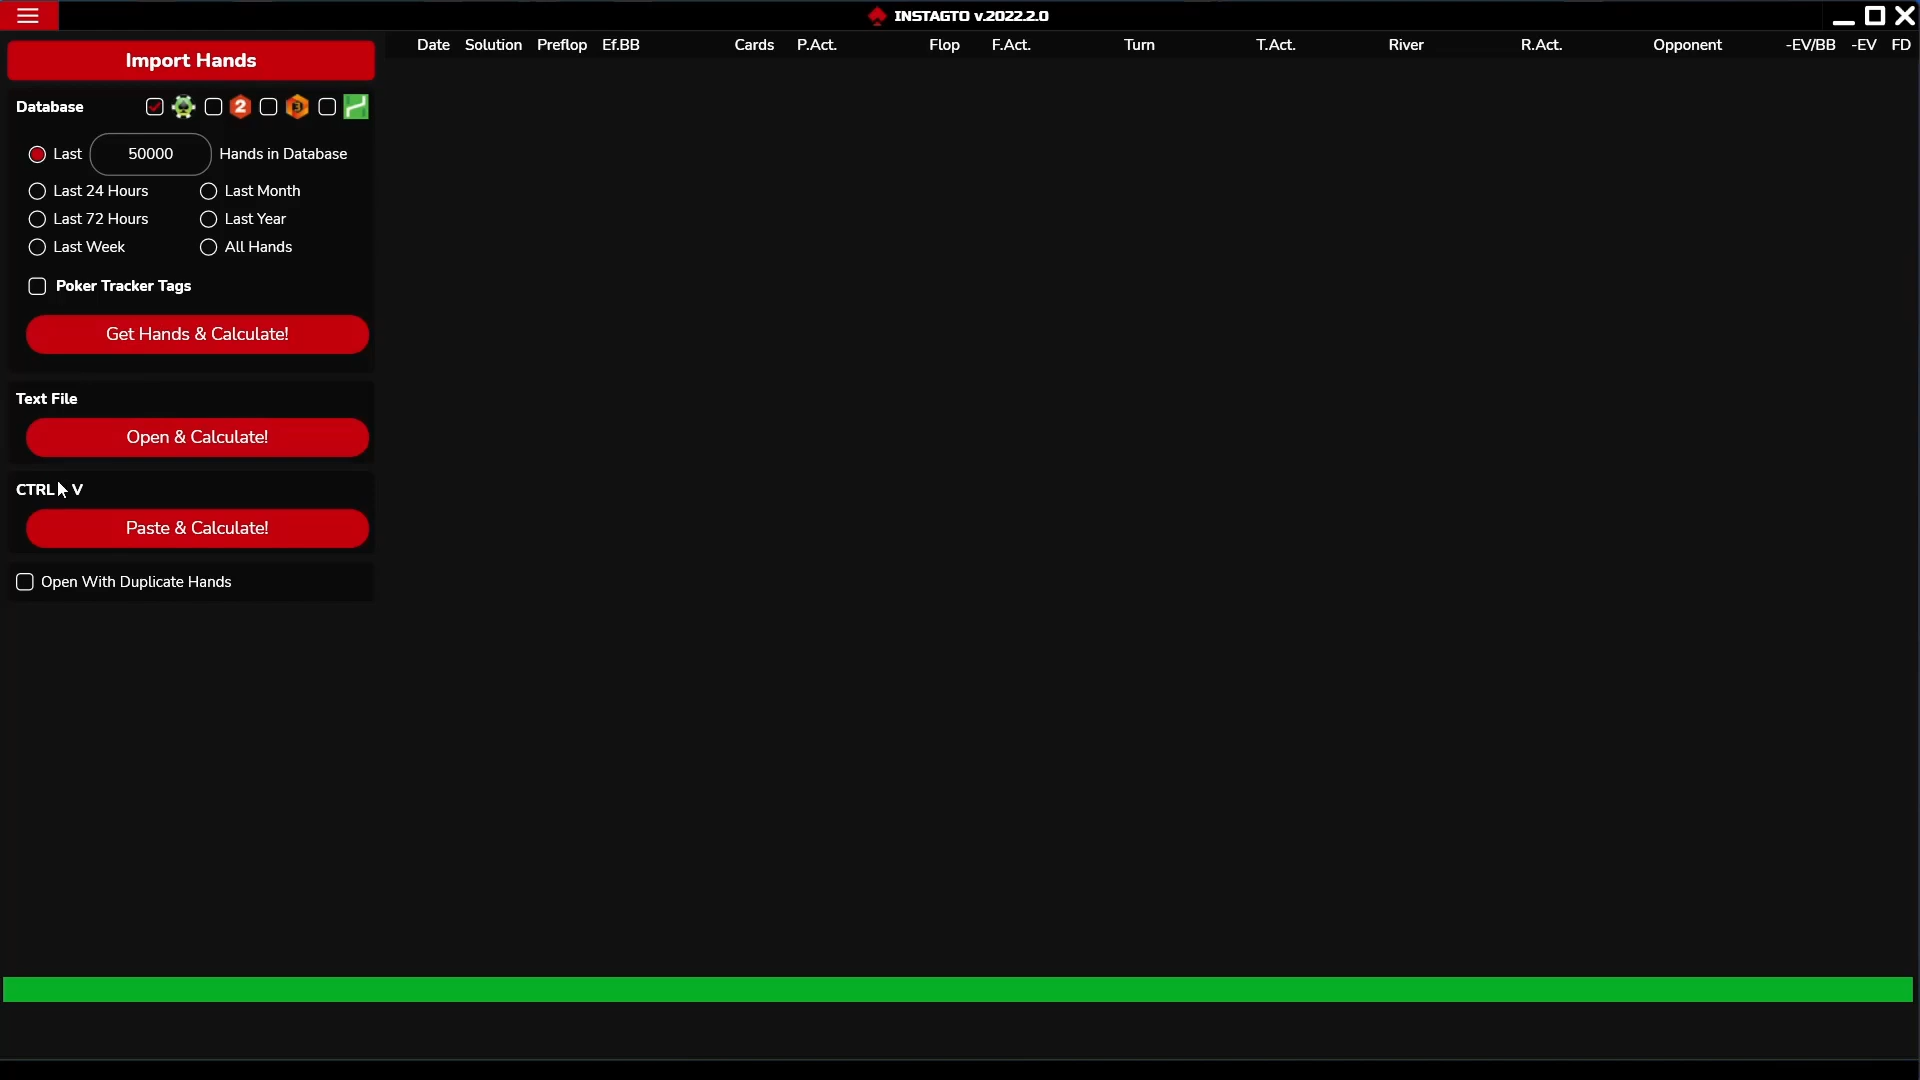 INSTAGTO v.2022.2.0
Import Hands
Date Solution Preflop Ef.BB Cards P.Act. Flop F.Act. Turn T.Act. River R.Act. Opponent -EV/BB -EV FD
Database 2 3
Last 50000 Hands in Database
Last 24 Hours Last Month
Last 72 Hours Last Year
Last Week All Hands
Poker Tracker Tags
Get Hands & Calculate!
Text File
Open & Calculate!
CTRL V
Paste & Calculate!
Open With Duplicate Hands